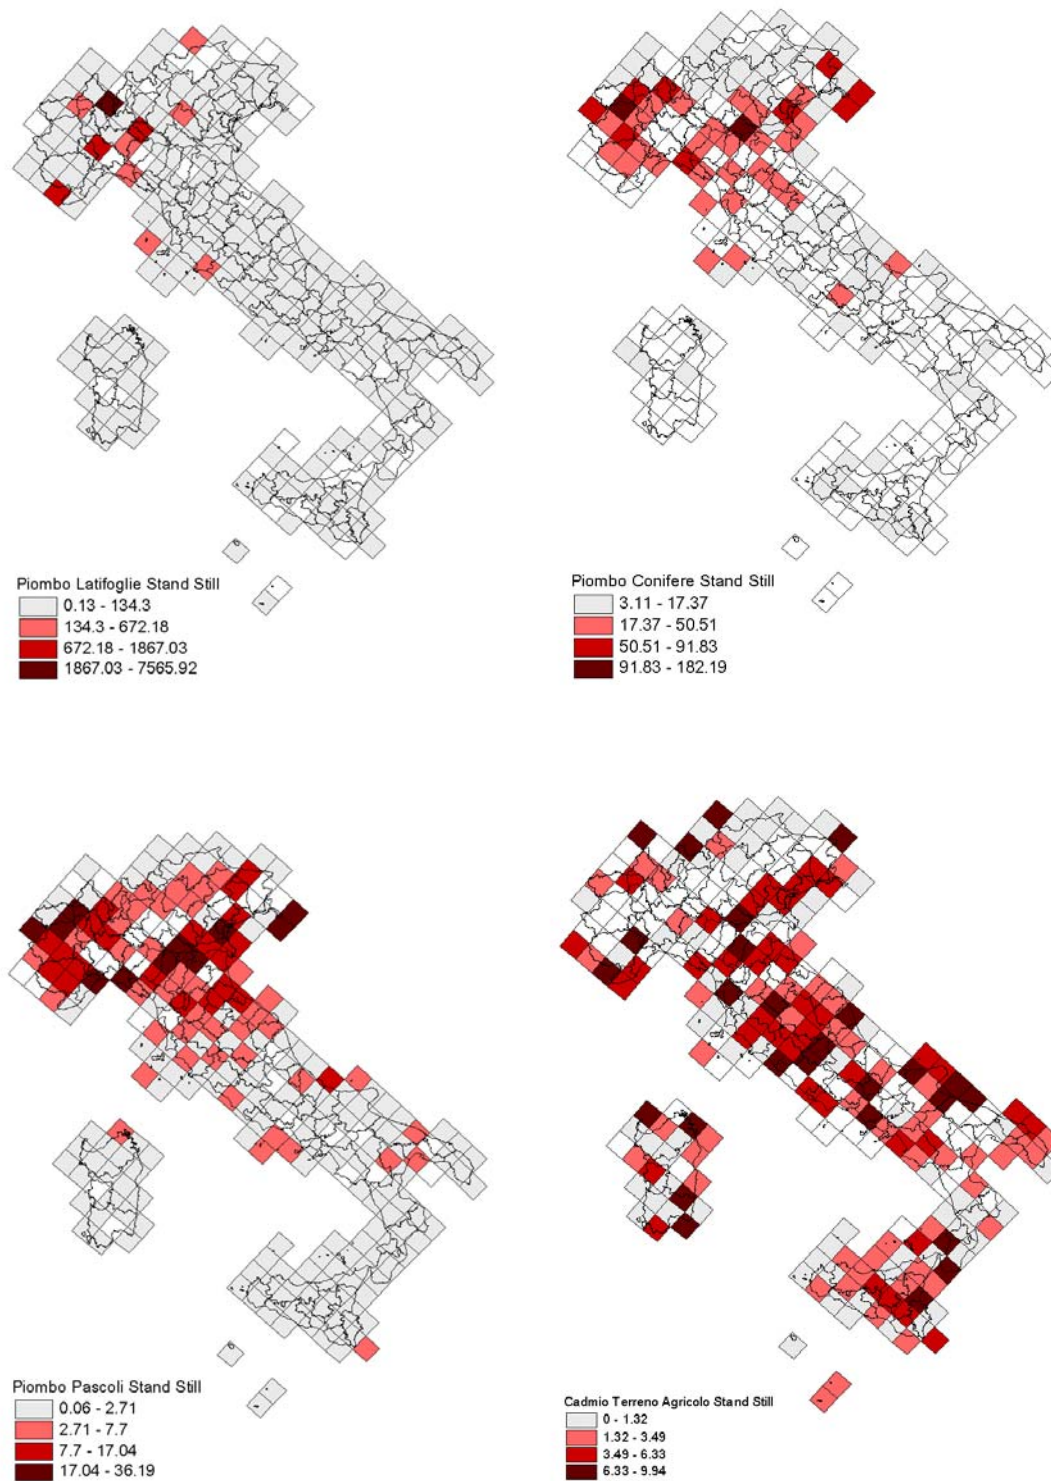 Piombo Latifoglie Stand Still
0.13 - 134.3
134.3 - 672.18
672.18 - 1867.03
1867.03 - 7565.92
Piombo Conifere Stand Still
3.11 - 17.37
17.37 - 50.51
50.51 - 91.83
91.83 - 182.19
Piombo Pascoli Stand Still
0.06 - 2.71
2.71 - 7.7
7.7 - 17.04
17.04 - 36.19
Cadmio Terreno Agricolo Stand Still
0 - 1.32
1.32 - 3.49
3.49 - 6.33
6.33 - 9.94